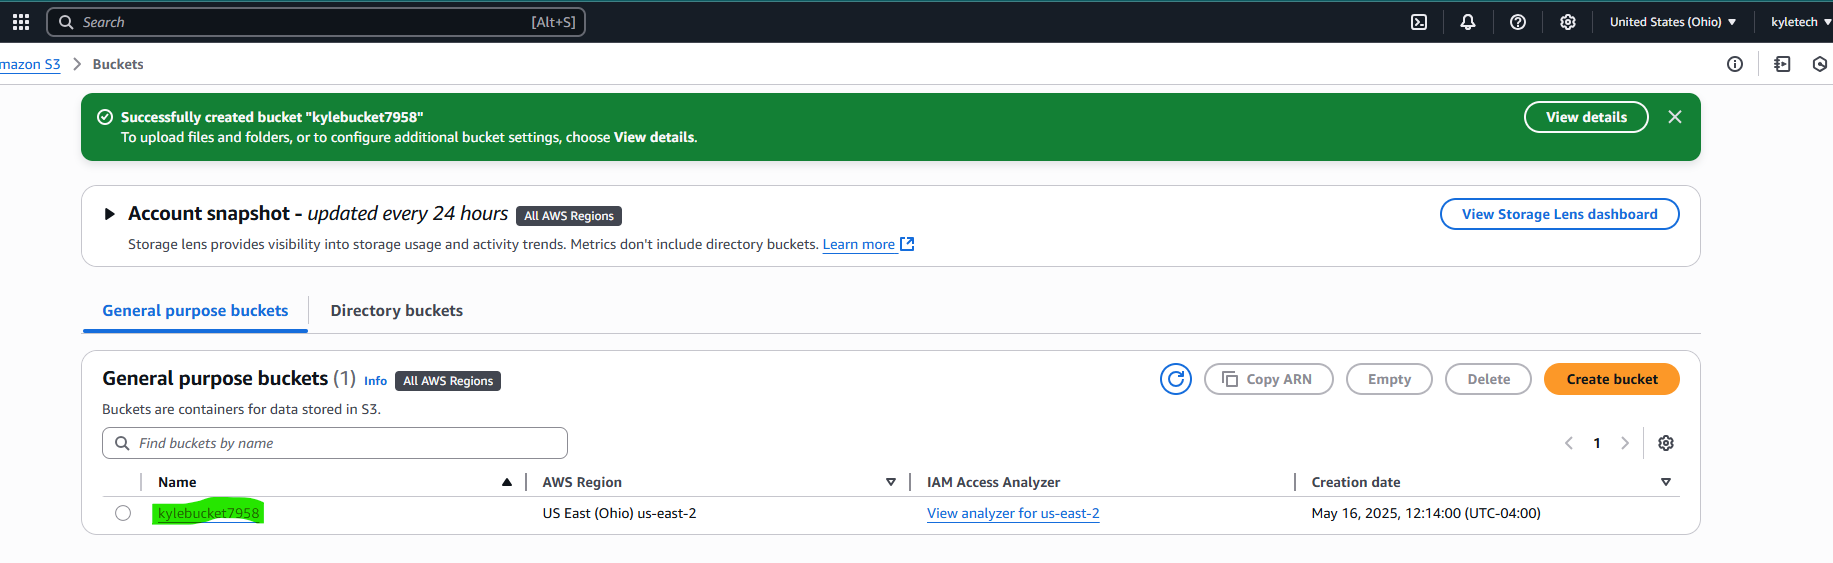 Search [Alt+S] United States (Ohio) kyletech
mazon S3 Buckets
Successfully created bucket "kylebucket7958"
To upload files and folders, or to configure additional bucket settings, choose View details.
View details
Account snapshot - updated every 24 hours All AWS Regions
View Storage Lens dashboard
Storage lens provides visibility into storage usage and activity trends. Metrics don't include directory buckets. Learn more
General purpose buckets Directory buckets
General purpose buckets (1) Info All AWS Regions
Copy ARN Empty Delete Create bucket
Buckets are containers for data stored in S3.
Find buckets by name
1
Name AWS Region IAM Access Analyzer Creation date
kylebucket7958 US East (Ohio) us-east-2 View analyzer for us-east-2 May 16, 2025, 12:14:00 (UTC-04:00)